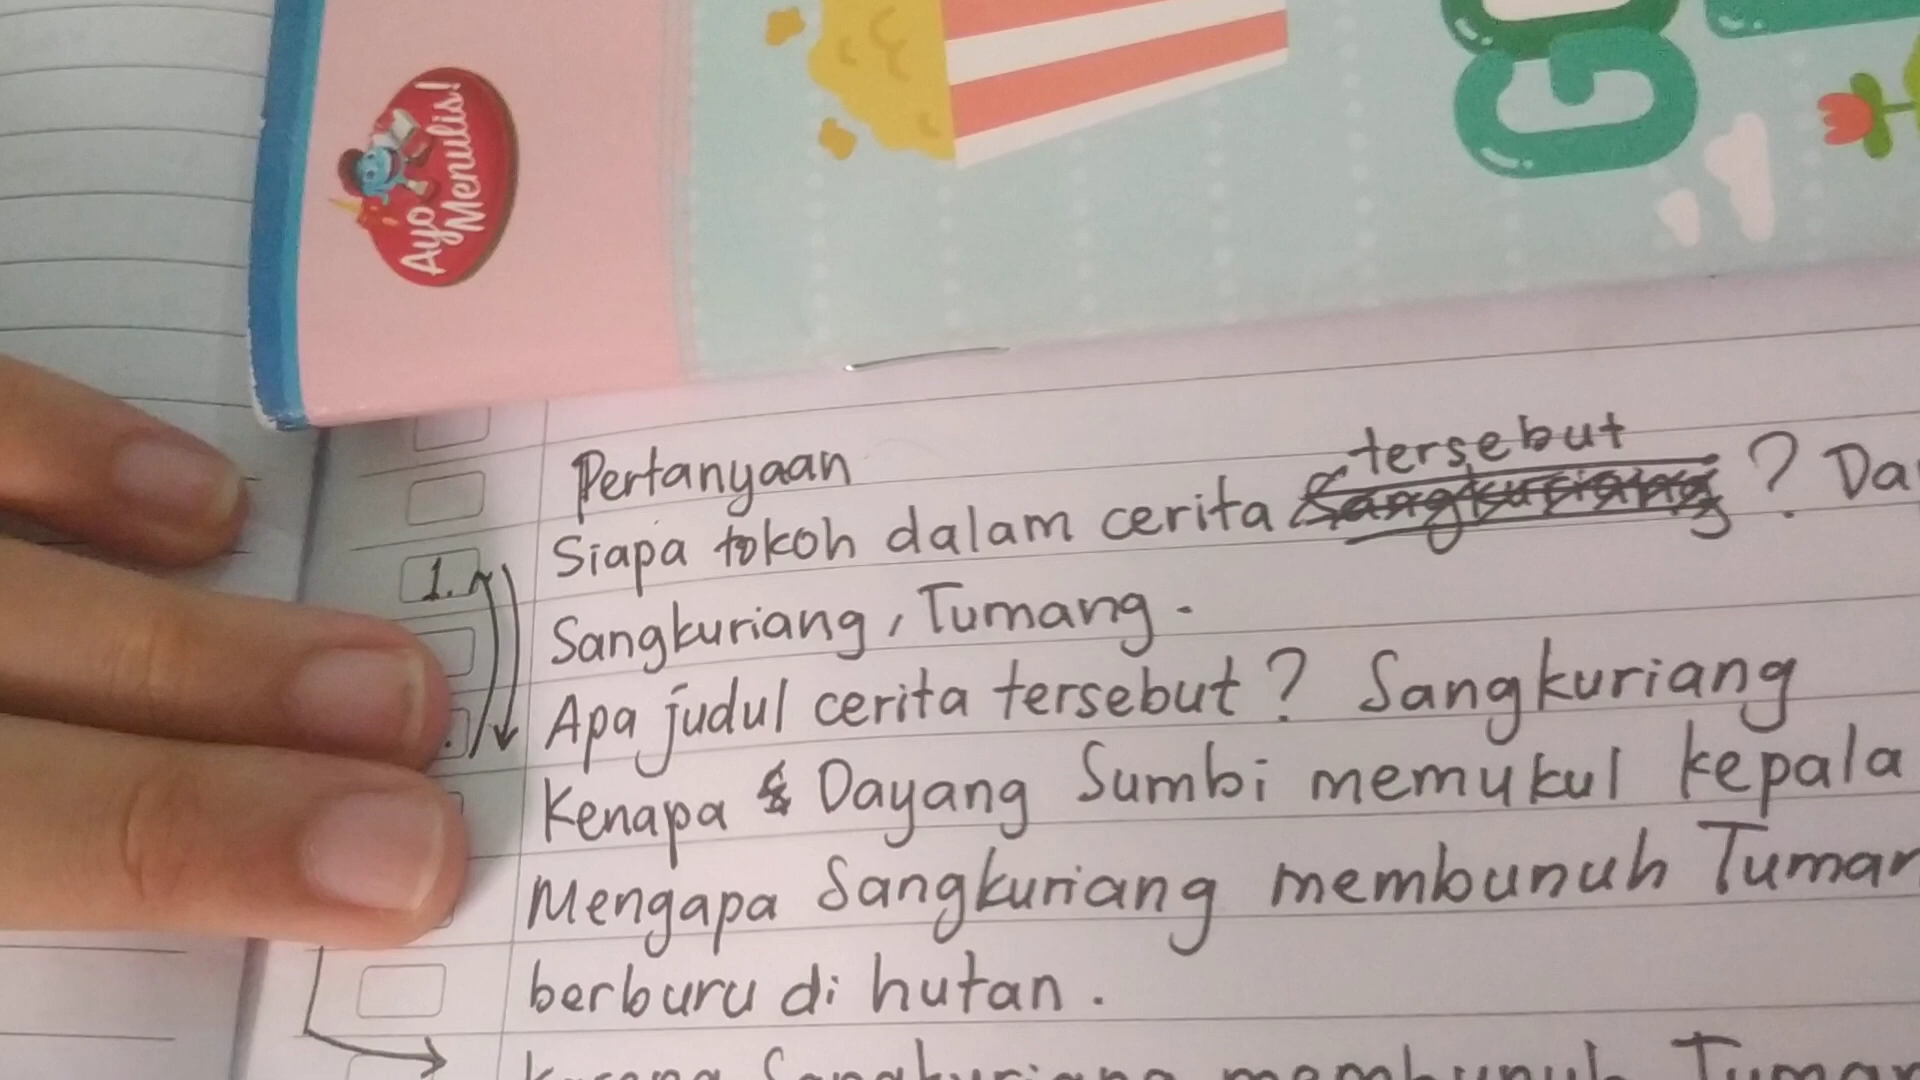 Ayo
Menulis!
G
Pertanyaan
tersebut
1. Siapa tokoh dalam cerita ? Da
Sangkuriang, Tumang.
Apa judul cerita tersebut? Sangkuriang
Kenapa Dayang Sumbi memukul kepala
Mengapa Sangkuriang membunuh Tuman
berburu di hutan.